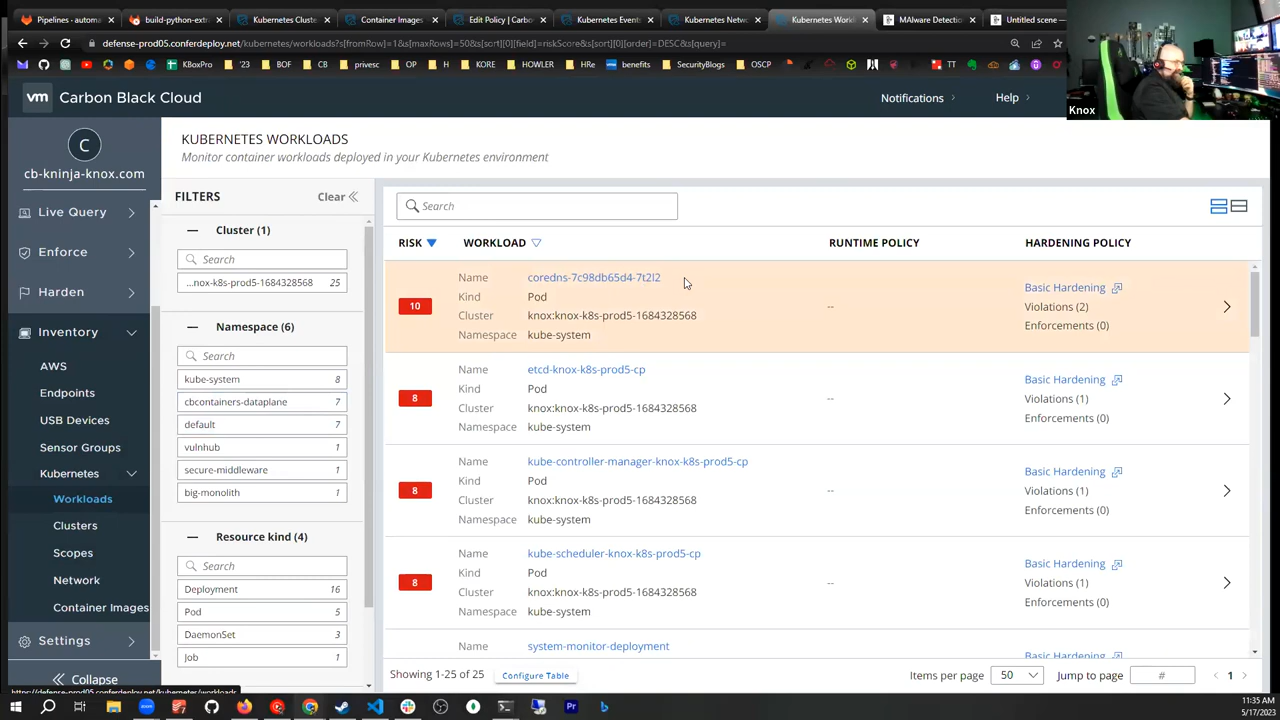 Pipelines · automa
build-python-extr
Kubernetes Cluste
Container Images
Edit Policy | Carbo
Kubernetes Events
Kubernetes Netwo
Kubernetes Workl
MAlware Detectio
Untitled scene —
defense-prod05.conferdeploy.net/kubernetes/workloads?s[fromRow]=1&s[maxRows]=50&s[sort][0][field]=riskScore&s[sort][0][order]=DESC&s[query]=
KBoxPro
'23
BOF
CB
privesc
OP
H
KORE
HOWLER
HRe
benefits
SecurityBlogs
OSCP
TT
Knox
vm
Carbon Black Cloud
Notifications
Help
C
cb-kninja-knox.com
Live Query
Enforce
Harden
Inventory
AWS
Endpoints
USB Devices
Sensor Groups
Kubernetes
Workloads
Clusters
Scopes
Network
Container Images
Settings
Collapse
https://defense-prod05.conferdeploy.net/kubernetes/workloads
KUBERNETES WORKLOADS
Monitor container workloads deployed in your Kubernetes environment
FILTERS
Clear
Cluster (1)
Search
...nox-k8s-prod5-1684328568 25
Namespace (6)
Search
kube-system 8
cbcontainers-dataplane 7
default 7
vulnhub 1
secure-middleware 1
big-monolith 1
Resource kind (4)
Search
Deployment 16
Pod 5
DaemonSet 3
Job 1
Search
RISK WORKLOAD RUNTIME POLICY HARDENING POLICY
10
Name coredns-7c98db65d4-7t2l2
Kind Pod
Cluster knox:knox-k8s-prod5-1684328568
Namespace kube-system
--
Basic Hardening
Violations (2)
Enforcements (0)
8
Name etcd-knox-k8s-prod5-cp
Kind Pod
Cluster knox:knox-k8s-prod5-1684328568
Namespace kube-system
--
Basic Hardening
Violations (1)
Enforcements (0)
8
Name kube-controller-manager-knox-k8s-prod5-cp
Kind Pod
Cluster knox:knox-k8s-prod5-1684328568
Namespace kube-system
--
Basic Hardening
Violations (1)
Enforcements (0)
8
Name kube-scheduler-knox-k8s-prod5-cp
Kind Pod
Cluster knox:knox-k8s-prod5-1684328568
Namespace kube-system
--
Basic Hardening
Violations (1)
Enforcements (0)
Name system-monitor-deployment
Basic Hardening
Showing 1-25 of 25
Configure Table
Items per page
50
Jump to page
#
1
11:35 AM
5/17/2023